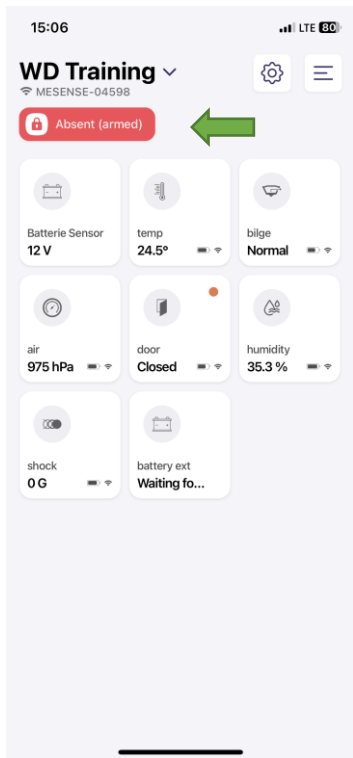 15:06
LTE 80
WD Training
MESENSE-04598
Absent (armed)
Batterie Sensor
12 V
temp
24.5°
bilge
Normal
air
975 hPa
door
Closed
humidity
35.3 %
shock
0 G
battery ext
Waiting fo...